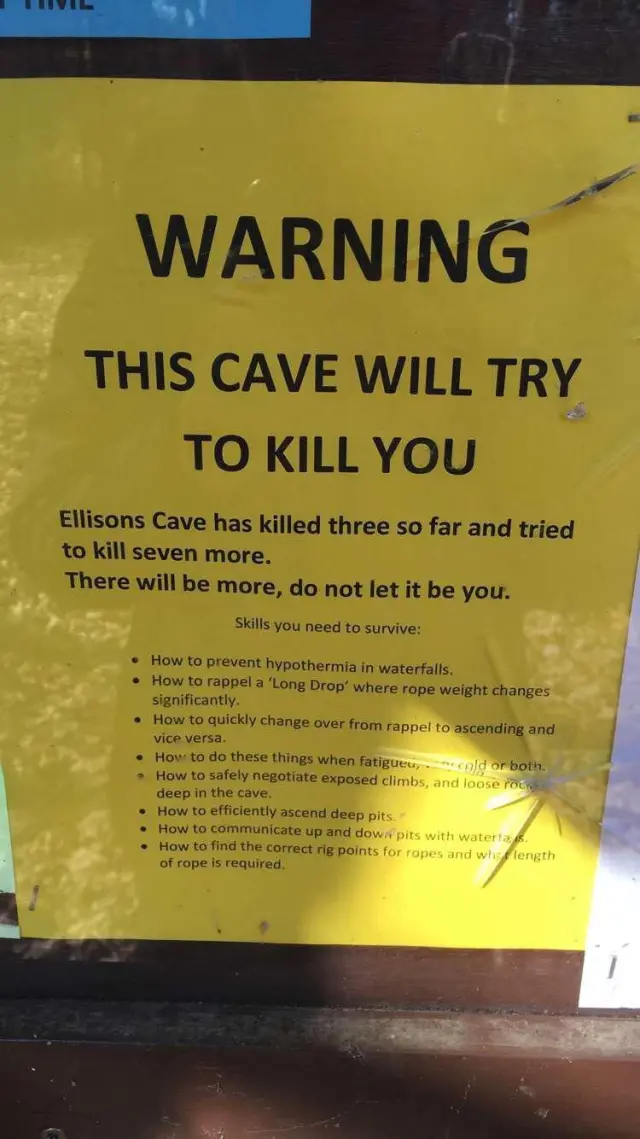 TIME
WARNING
THIS CAVE WILL TRY
TO KILL YOU
Ellisons Cave has killed three so far and tried
to kill seven more.
There will be more, do not let it be you.
Skills you need to survive:
• How to prevent hypothermia in waterfalls.
• How to rappel a ‘Long Drop’ where rope weight changes
significantly.
• How to quickly change over from rappel to ascending and
vice versa.
• How to do these things when fatigued, cold or both.
• How to safely negotiate exposed climbs, and loose
deep in the cave.
• How to efficiently ascend deep pits.
• How to communicate up and down pits with waterfalls.
• How to find the correct rig points for ropes and what length
of rope is required.